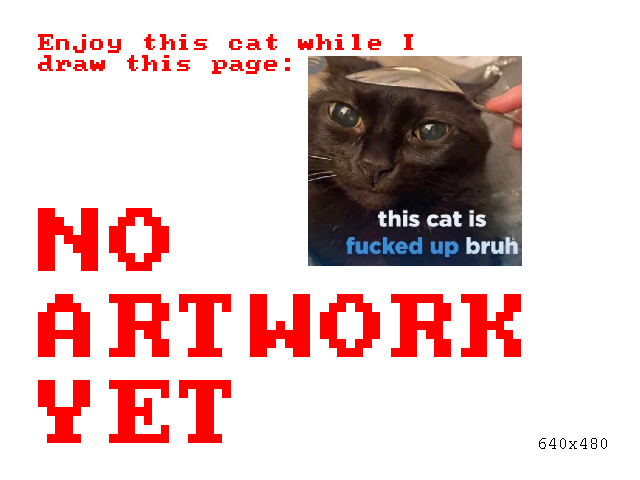 Enjoy this cat while I
draw this page:
this cat is
fucked up bruh
NO
ARTWORK
YET
640x480